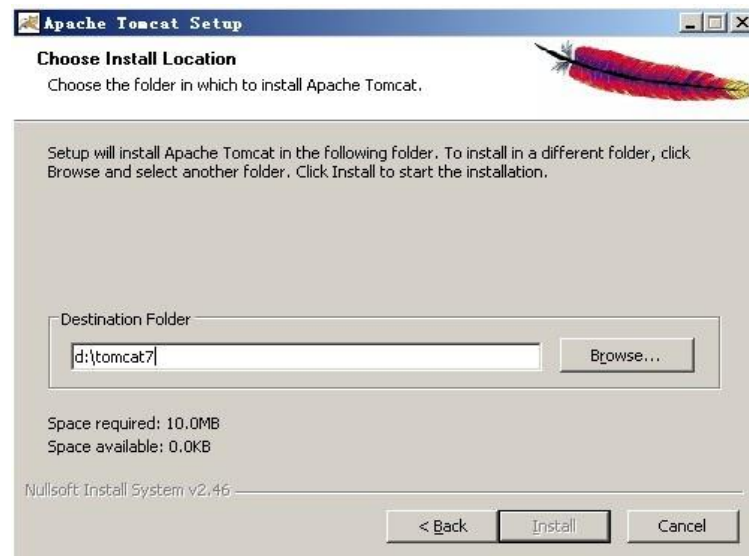 Apache Tomcat Setup
Choose Install Location
Choose the folder in which to install Apache Tomcat.
Setup will install Apache Tomcat in the following folder. To install in a different folder, click
Browse and select another folder. Click Install to start the installation.
Destination Folder
d:\tomcat7
Browse...
Space required: 10.0MB
Space available: 0.0KB
Nullsoft Install System v2.46
< Back
Install
Cancel